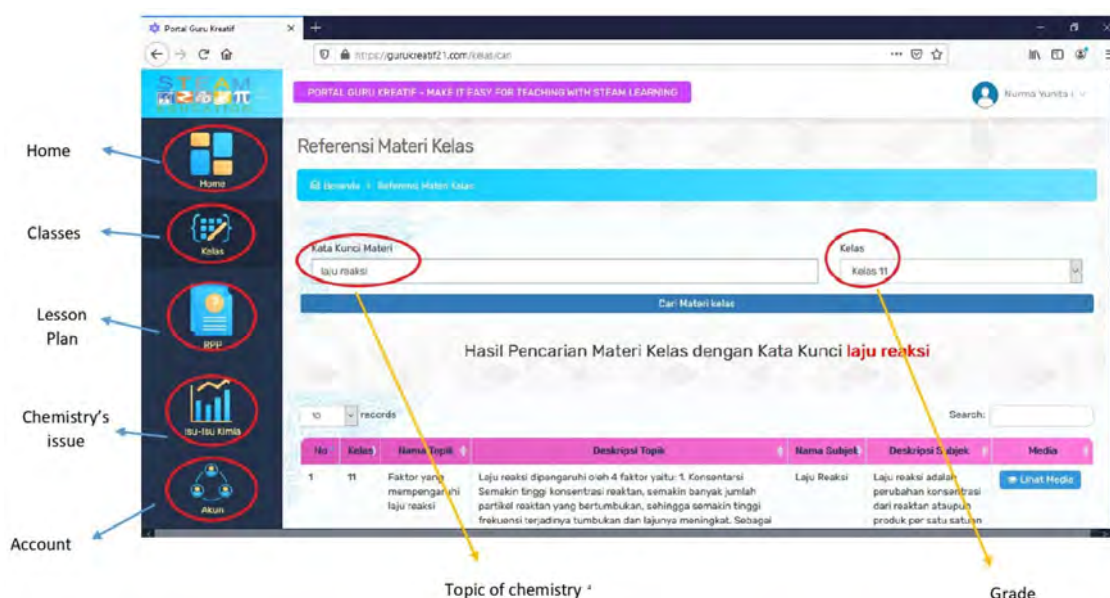 Portal Guru Kreatif
https://gurukreatif21.com/kelas/cari
STEAM
PORTAL GURU KREATIF - MAKE IT EASY FOR TEACHING WITH STEAM LEARNING
Nurma Yunita
Home
Home
Referensi Materi Kelas
Beranda
Referensi Materi Kelas
Classes
Kelas
Kata Kunci Materi
Kelas
laju reaksi
Kelas 11
Cari Materi kelas
Lesson
Plan
RPP
Hasil Pencarian Materi Kelas dengan Kata Kunci laju reaksi
Chemistry's
issue
Isu-Isu Kimia
10 records
Search:
No Kelas Nama Topik Deskripsi Topik Nama Subjek Deskripsi Subjek Media
1 11 Faktor yang Laju reaksi dipengaruhi oleh 4 faktor yaitu: 1. Konsentarsi Laju Reaksi Laju reaksi adalah Lihat Media
mempengaruhi Semakin tinggi konsentrasi reaktan, semakin banyak jumlah perubahan konsentrasi
laju reaksi partikel reaktan yang bertumbukan, sehingga semakin tinggi dari reaktan ataupun
frekuensi terjadinya tumbukan dan lajunya meningkat. Sebagai produk per satu satuan
Account
Akun
Topic of chemistry
Grade